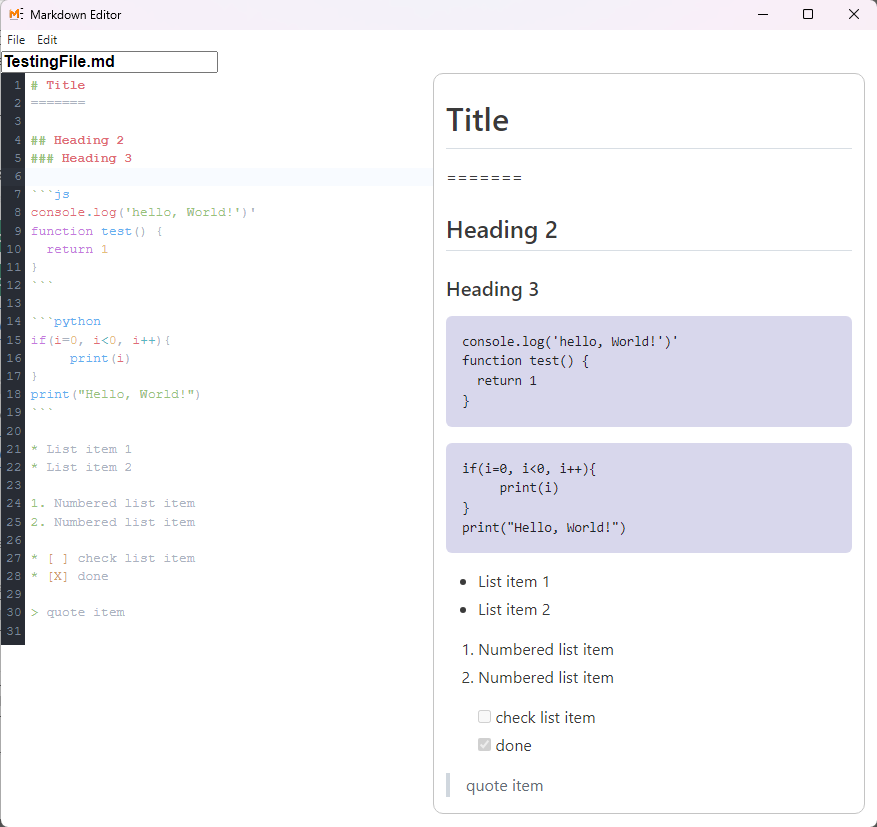 Markdown Editor
File Edit
TestingFile.md
1 # Title
2 =======
3
4 ## Heading 2
5 ### Heading 3
6
7 ```js
8 console.log('hello, World!')'
9 function test() {
10   return 1
11 }
12 ```
13
14 ```python
15 if(i=0, i<0, i++){
16      print(i)
17 }
18 print("Hello, World!")
19 ```
20
21 * List item 1
22 * List item 2
23
24 1. Numbered list item
25 2. Numbered list item
26
27 * [ ] check list item
28 * [X] done
29
30 > quote item
31
Title
=======
Heading 2
Heading 3
console.log('hello, World!')'
function test() {
  return 1
}
if(i=0, i<0, i++){
     print(i)
}
print("Hello, World!")
• List item 1
• List item 2
1. Numbered list item
2. Numbered list item
check list item
done
quote item